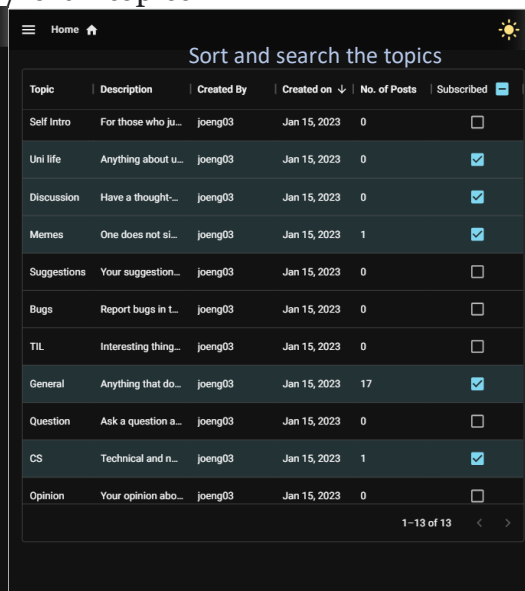 Home
Sort and search the topics
Topic Description Created By Created on ↓ No. of Posts Subscribed
Self Intro For those who ju... joeng03 Jan 15, 2023 0
Uni life Anything about u... joeng03 Jan 15, 2023 0
Discussion Have a thought-... joeng03 Jan 15, 2023 0
Memes One does not si... joeng03 Jan 15, 2023 1
Suggestions Your suggestion... joeng03 Jan 15, 2023 0
Bugs Report bugs in t... joeng03 Jan 15, 2023 0
TIL Interesting thing... joeng03 Jan 15, 2023 0
General Anything that do... joeng03 Jan 15, 2023 17
Question Ask a question a... joeng03 Jan 15, 2023 0
CS Technical and n... joeng03 Jan 15, 2023 1
Opinion Your opinion abo... joeng03 Jan 15, 2023 0
1–13 of 13